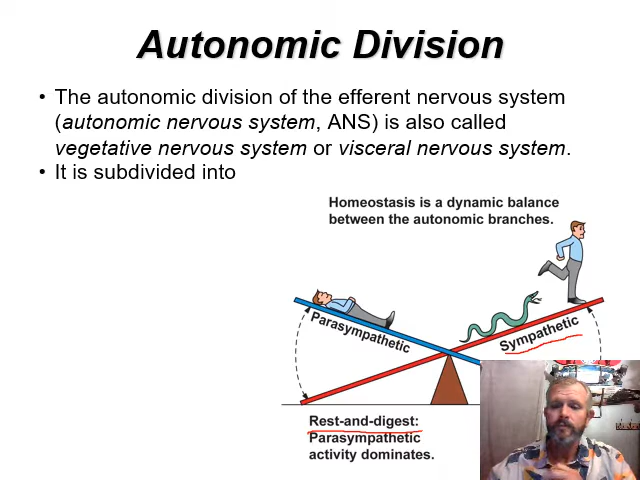 Autonomic Division
• The autonomic division of the efferent nervous system
(autonomic nervous system, ANS) is also called
vegetative nervous system or visceral nervous system.
• It is subdivided into
Homeostasis is a dynamic balance
between the autonomic branches.
Parasympathetic
Sympathetic
Rest-and-digest:
Parasympathetic
activity dominates.